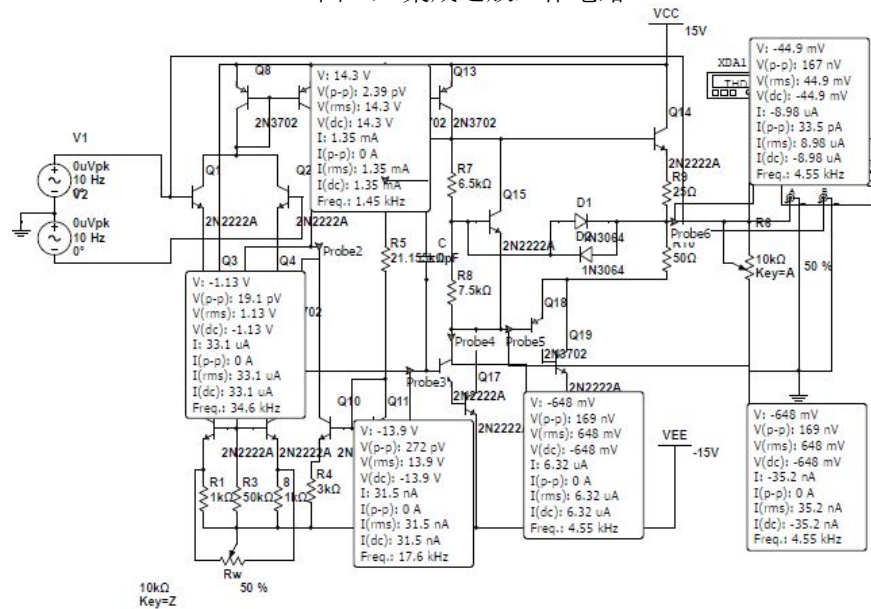 VCC
15V
Q8
Q13
2N3702
2N3702
V: 14.3 V
V(p-p): 2.39 pV
V(rms): 14.3 V
V(dc): 14.3 V
I: 1.35 mA
I(p-p): 0 A
I(rms): 1.35 mA
I(dc): 1.35 mA
Freq.: 1.45 kHz
XDA1
THD
V: -44.9 mV
V(p-p): 167 nV
V(rms): 44.9 mV
V(dc): -44.9 mV
I: -8.98 uA
I(p-p): 33.5 pA
I(rms): 8.98 uA
I(dc): -8.98 uA
Freq.: 4.55 kHz
Q14
2N2222A
R9
25Ω
V1
0uVpk
10 Hz
0°
V2
0uVpk
10 Hz
0°
Q1
Q2
2N2222A
R7
6.5kΩ
Q15
2N2222A
D1
1N3064
D2
1N3064
Probe6
R10
50Ω
10kΩ
Key=A
50 %
Q3
Q4
Probe2
R5
C
R8
7.5kΩ
Q18
2N3702
Q19
2N2222A
Probe4
Probe5
V: -1.13 V
V(p-p): 19.1 pV
V(rms): 1.13 V
V(dc): -1.13 V
I: 33.1 uA
I(p-p): 0 A
I(rms): 33.1 uA
I(dc): 33.1 uA
Freq.: 34.6 kHz
Probe3
2N2222A
Q17
2N2222A
Q10
Q11
2N2222A
2N2222A
R1
1kΩ
R3
50kΩ
8
1kΩ
R4
3kΩ
V: -13.9 V
V(p-p): 272 pV
V(rms): 13.9 V
V(dc): -13.9 V
I: 31.5 nA
I(p-p): 0 A
I(rms): 31.5 nA
I(dc): 31.5 nA
Freq.: 17.6 kHz
V: -648 mV
V(p-p): 169 nV
V(rms): 648 mV
V(dc): -648 mV
I: 6.32 uA
I(p-p): 0 A
I(rms): 6.32 uA
I(dc): 6.32 uA
Freq.: 4.55 kHz
VEE
-15V
V: -648 mV
V(p-p): 169 nV
V(rms): 648 mV
V(dc): -648 mV
I: -35.2 nA
I(p-p): 0 A
I(rms): 35.2 nA
I(dc): -35.2 nA
Freq.: 4.55 kHz
Rw
50 %
10kΩ
Key=Z